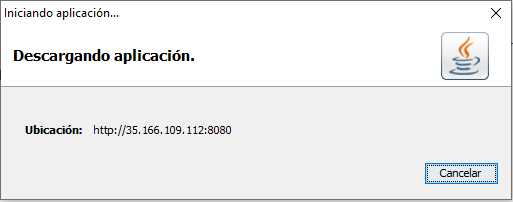 Iniciando aplicación...
Descargando aplicación.
Ubicación: http://35.166.109.112:8080
Cancelar